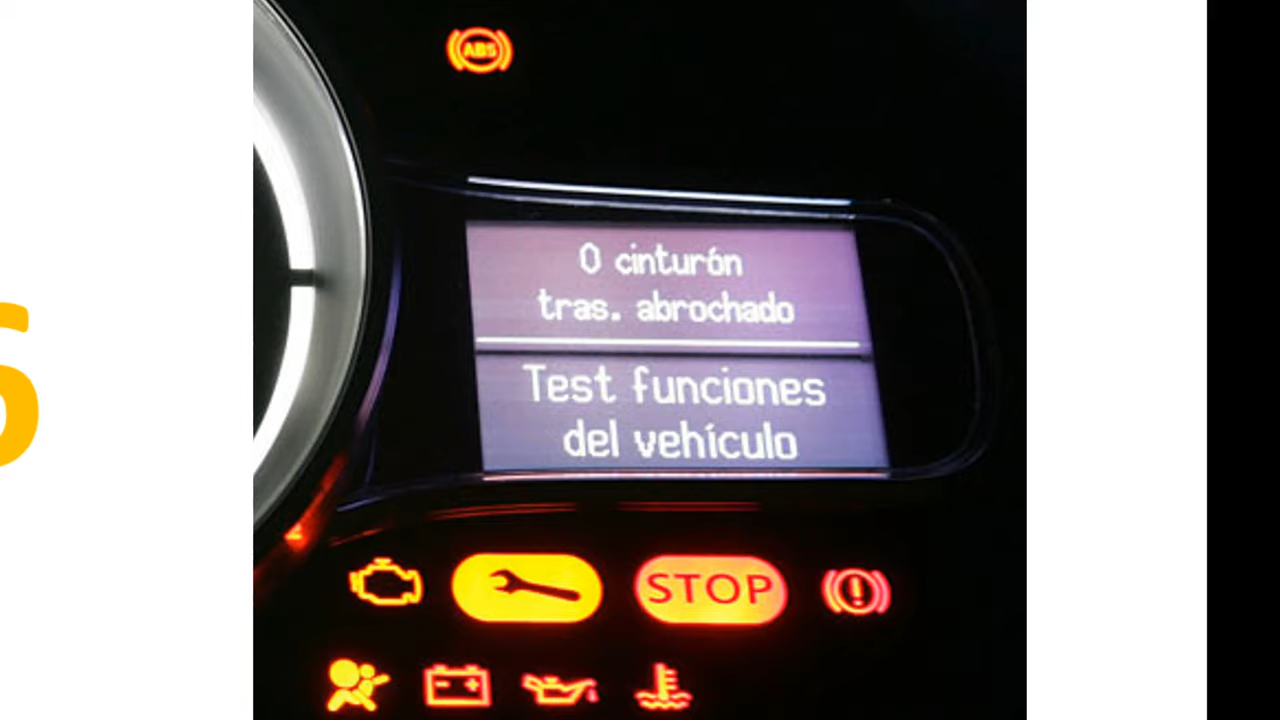 ABS
0 cinturón
tras. abrochado
Test funciones
del vehículo
STOP